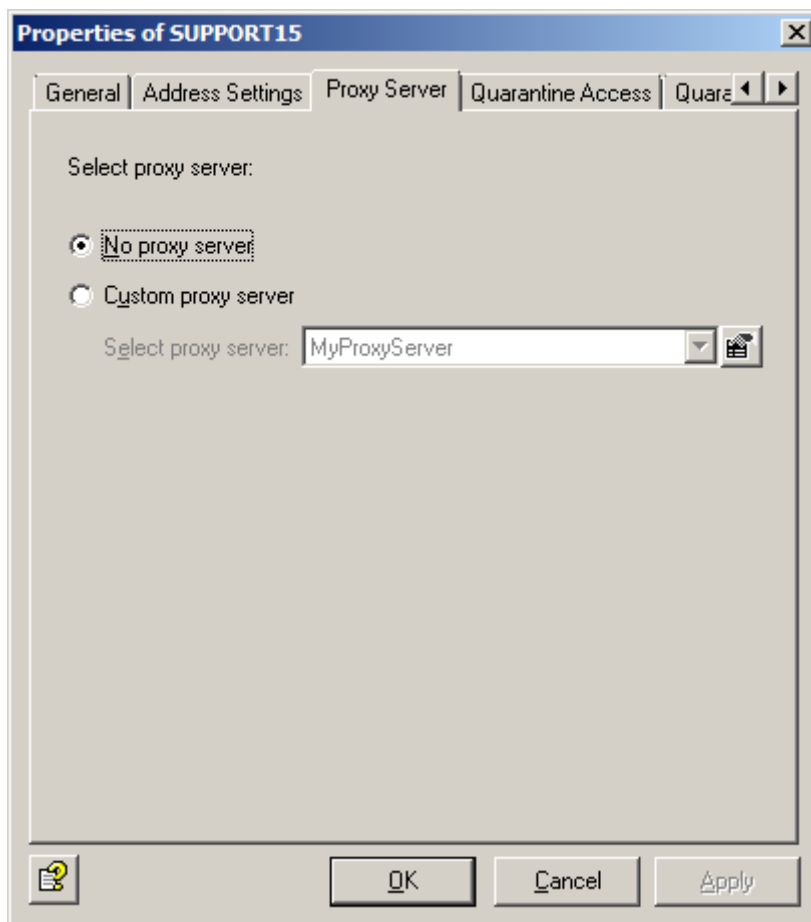 Properties of SUPPORT15
General Address Settings Proxy Server Quarantine Access Quara
Select proxy server:
No proxy server
Custom proxy server
Select proxy server: MyProxyServer
OK Cancel Apply